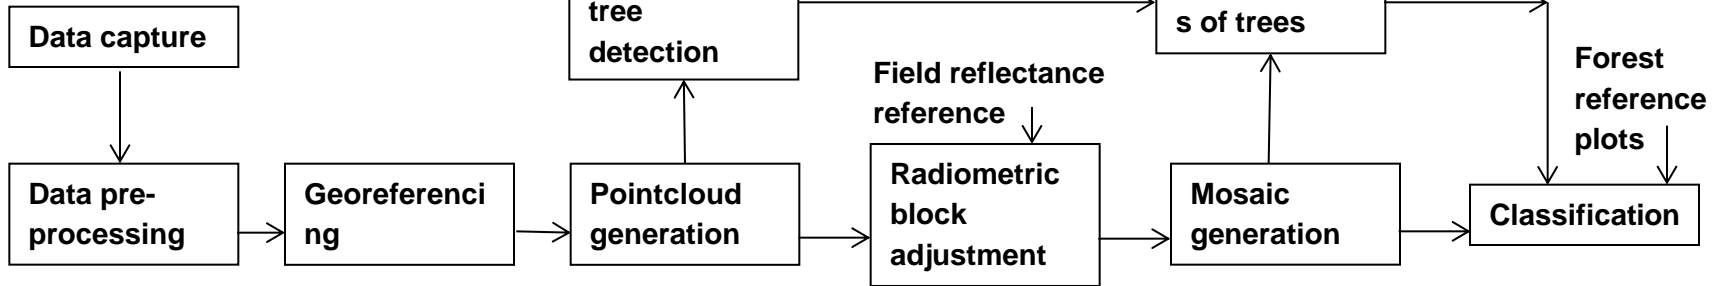 Data capture
tree
detection
s of trees
Field reflectance
reference
Forest
reference
plots
Data pre-
processing
Georeferenci
ng
Pointcloud
generation
Radiometric
block
adjustment
Mosaic
generation
Classification